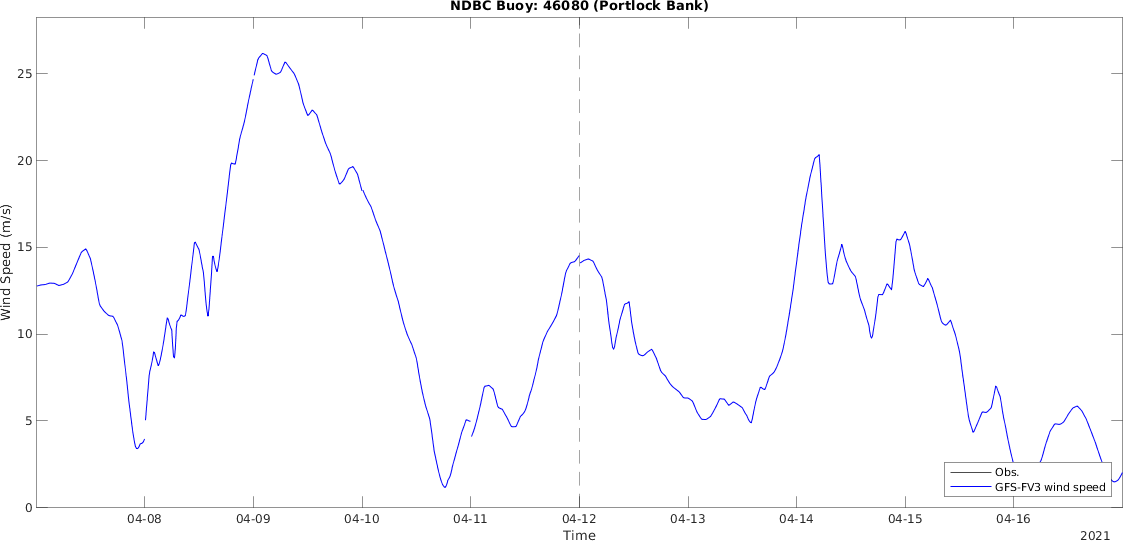 NDBC Buoy: 46080 (Portlock Bank)
Wind Speed (m/s)
25
20
15
10
5
0
04-08 04-09 04-10 04-11 04-12 04-13 04-14 04-15 04-16
Time
2021
Obs.
GFS-FV3 wind speed